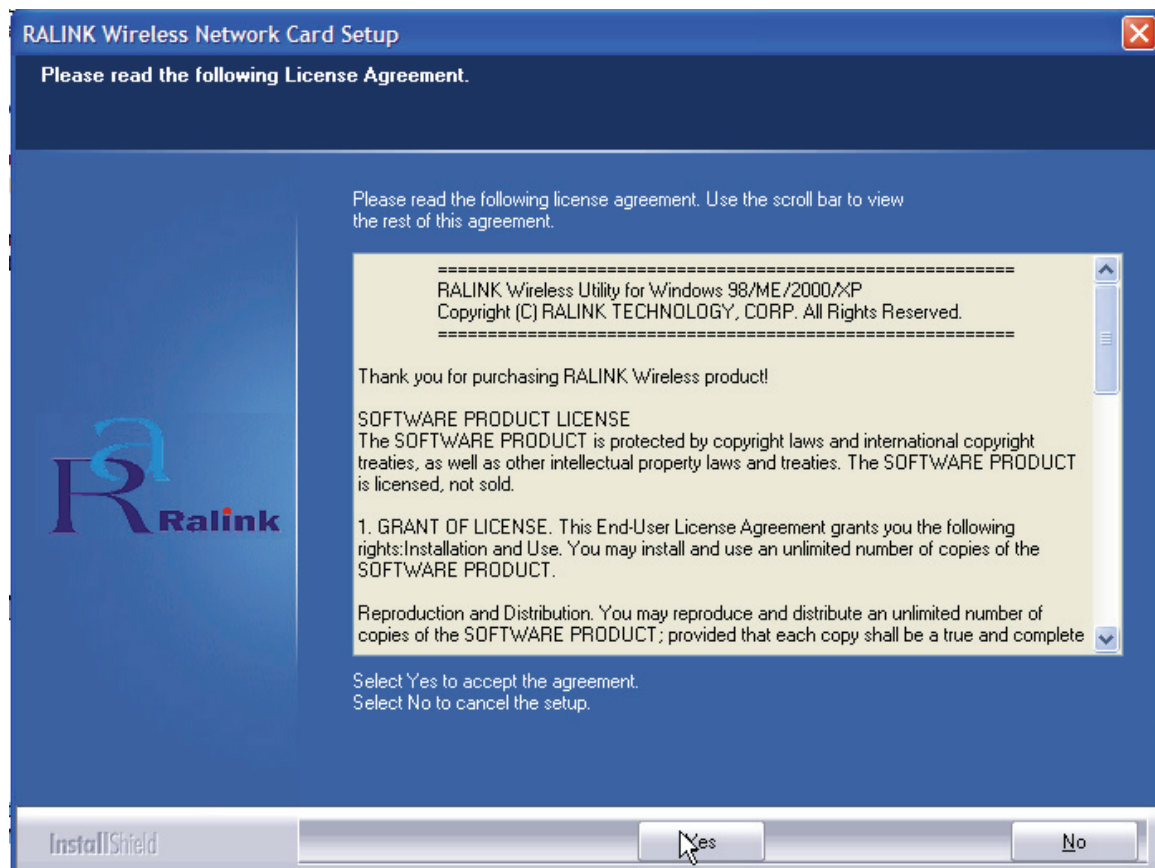 RALINK Wireless Network Card Setup
Please read the following License Agreement.
Please read the following license agreement. Use the scroll bar to view
the rest of this agreement.
==========================================================
RALINK Wireless Utility for Windows 98/ME/2000/XP
Copyright (C) RALINK TECHNOLOGY, CORP. All Rights Reserved.
==========================================================
Thank you for purchasing RALINK Wireless product!
SOFTWARE PRODUCT LICENSE
The SOFTWARE PRODUCT is protected by copyright laws and international copyright
treaties, as well as other intellectual property laws and treaties. The SOFTWARE PRODUCT
is licensed, not sold.
1. GRANT OF LICENSE. This End-User License Agreement grants you the following
rights:Installation and Use. You may install and use an unlimited number of copies of the
SOFTWARE PRODUCT.
Reproduction and Distribution. You may reproduce and distribute an unlimited number of
copies of the SOFTWARE PRODUCT; provided that each copy shall be a true and complete
Ra
Ralink
Select Yes to accept the agreement.
Select No to cancel the setup.
InstallShield
Yes
No